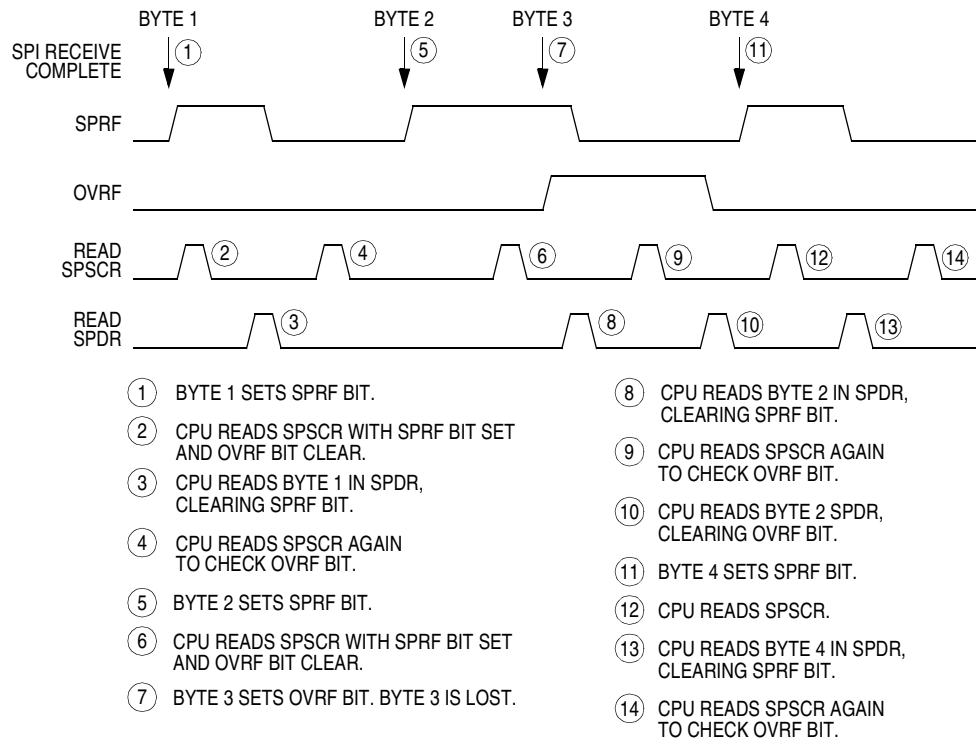 BYTE 1 BYTE 2 BYTE 3 BYTE 4
SPI RECEIVE
COMPLETE
1 5 7 11
SPRF
OVRF
READ
SPSCR
2 4 6 9 12 14
READ
SPDR
3 8 10 13
1 BYTE 1 SETS SPRF BIT.
2 CPU READS SPSCR WITH SPRF BIT SET
AND OVRF BIT CLEAR.
3 CPU READS BYTE 1 IN SPDR,
CLEARING SPRF BIT.
4 CPU READS SPSCR AGAIN
TO CHECK OVRF BIT.
5 BYTE 2 SETS SPRF BIT.
6 CPU READS SPSCR WITH SPRF BIT SET
AND OVRF BIT CLEAR.
7 BYTE 3 SETS OVRF BIT. BYTE 3 IS LOST.
8 CPU READS BYTE 2 IN SPDR,
CLEARING SPRF BIT.
9 CPU READS SPSCR AGAIN
TO CHECK OVRF BIT.
10 CPU READS BYTE 2 SPDR,
CLEARING OVRF BIT.
11 BYTE 4 SETS SPRF BIT.
12 CPU READS SPSCR.
13 CPU READS BYTE 4 IN SPDR,
CLEARING SPRF BIT.
14 CPU READS SPSCR AGAIN
TO CHECK OVRF BIT.